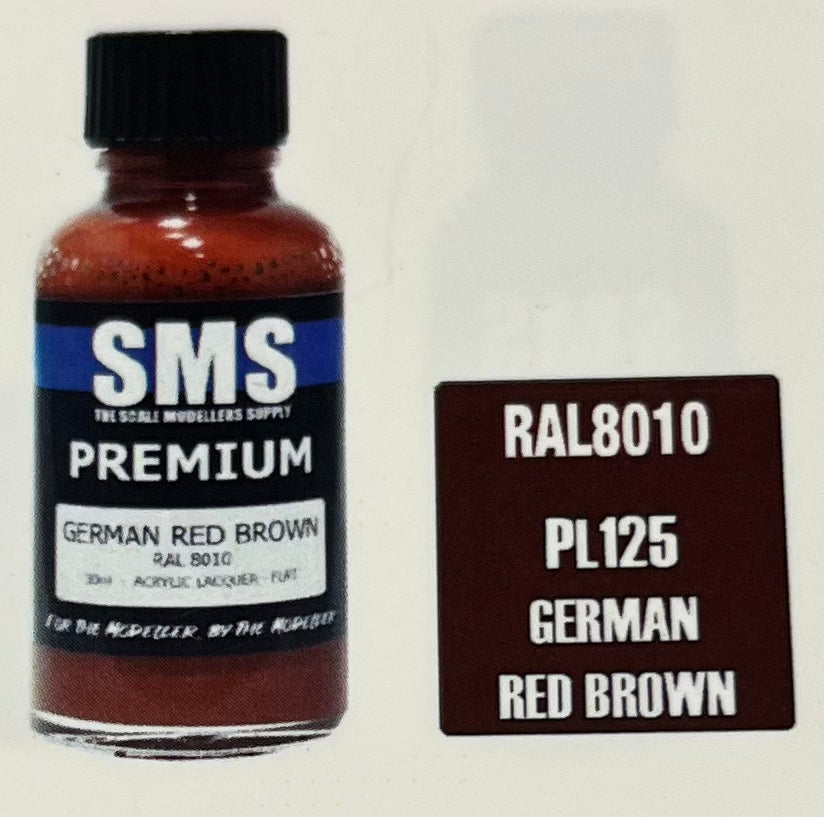 SMS
THE SCALE MODELLERS SUPPLY
PREMIUM
GERMAN RED BROWN
RAL 8010
30ml - ACRYLIC LACQUER - FLAT
FOR THE MODELLER, BY THE MODELLER
RAL8010
PL125
GERMAN
RED BROWN